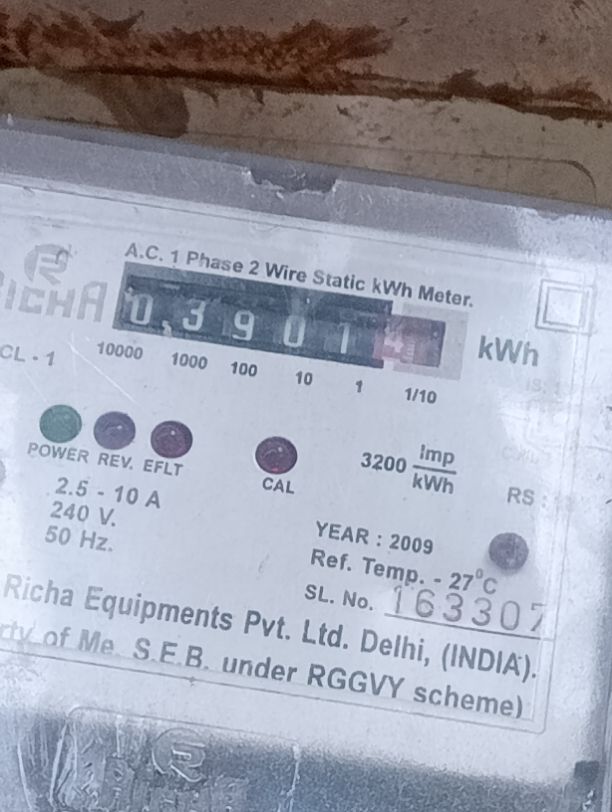 A.C. 1 Phase 2 Wire Static kWh Meter.
RICHA 0 3 9 0 1 kWh
CL - 1 10000 1000 100 10 1 1/10
POWER REV. EFLT CAL
3200 Imp/kWh
RS :
2.5 - 10 A
240 V.
50 Hz.
YEAR : 2009
Ref. Temp. - 27°C
SL. No. 163307
Richa Equipments Pvt. Ltd. Delhi, (INDIA).
of Me. S.E.B. under RGGVY scheme)